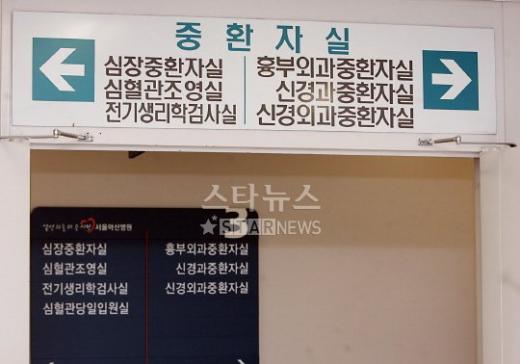 중환자실
심장중환자실 흉부외과중환자실
심혈관조영실 신경과중환자실
전기생리학검사실 신경외과중환자실
스타뉴스
STARNEWS
3
서울아산병원
심장중환자실 흉부외과중환자실
심혈관조영실 신경과중환자실
전기생리학검사실 신경외과중환자실
심혈관당일입원실